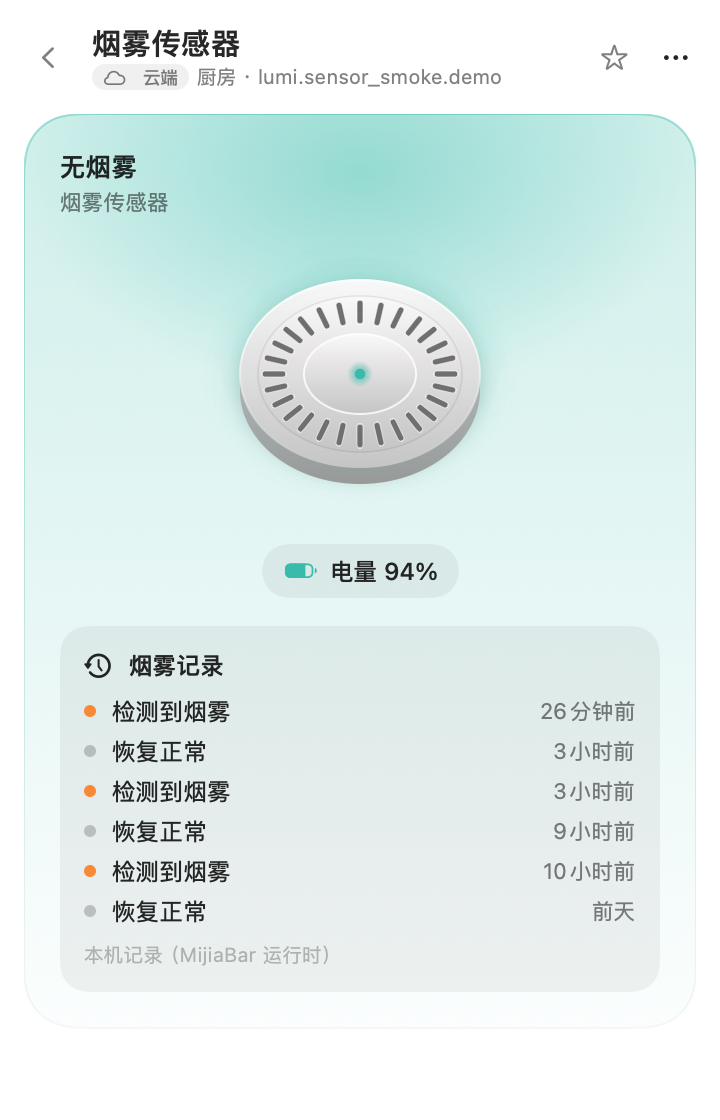 烟雾传感器
云端 厨房 · lumi.sensor_smoke.demo
无烟雾
烟雾传感器
电量 94%
烟雾记录
检测到烟雾 26分钟前
恢复正常 3小时前
检测到烟雾 3小时前
恢复正常 9小时前
检测到烟雾 10小时前
恢复正常 前天
本机记录（MijiaBar 运行时）